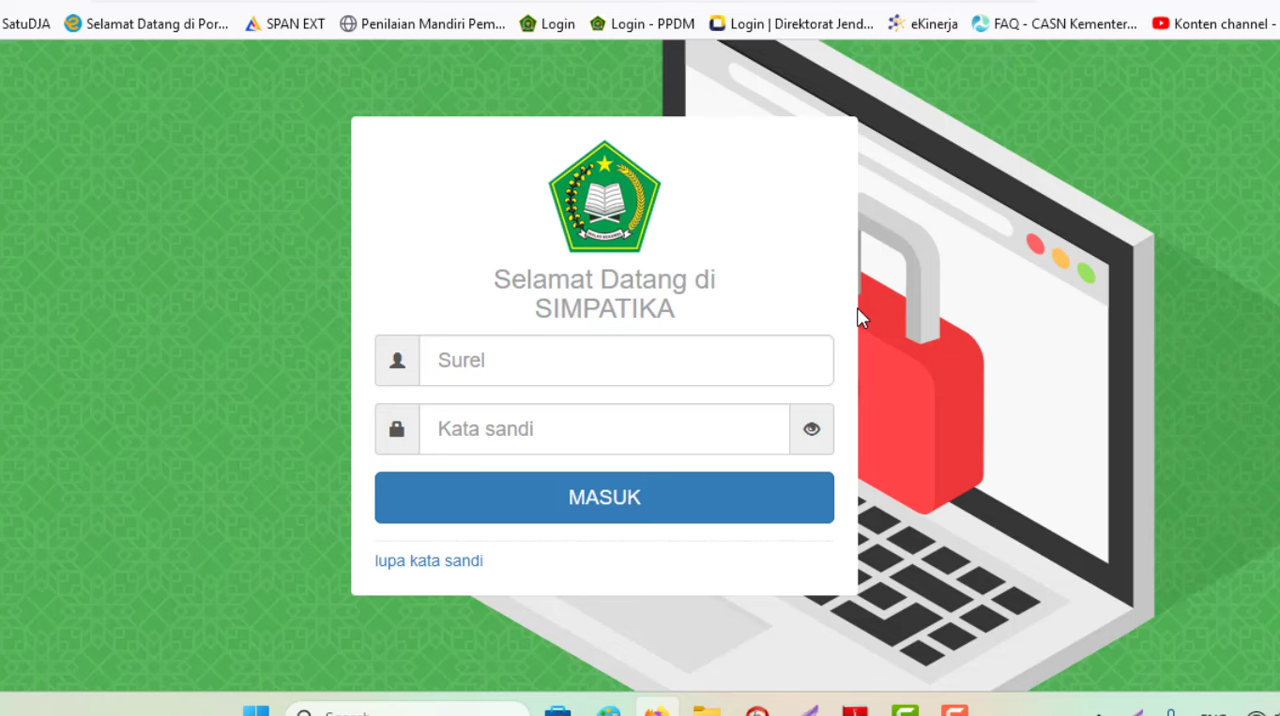 SatuDJA
Selamat Datang di Por...
SPAN EXT
Penilaian Mandiri Pem...
Login
Login - PPDM
Login | Direktorat Jend...
eKinerja
FAQ - CASN Kementer...
Konten channel -
Selamat Datang di
SIMPATIKA
Surel
Kata sandi
MASUK
lupa kata sandi
Search